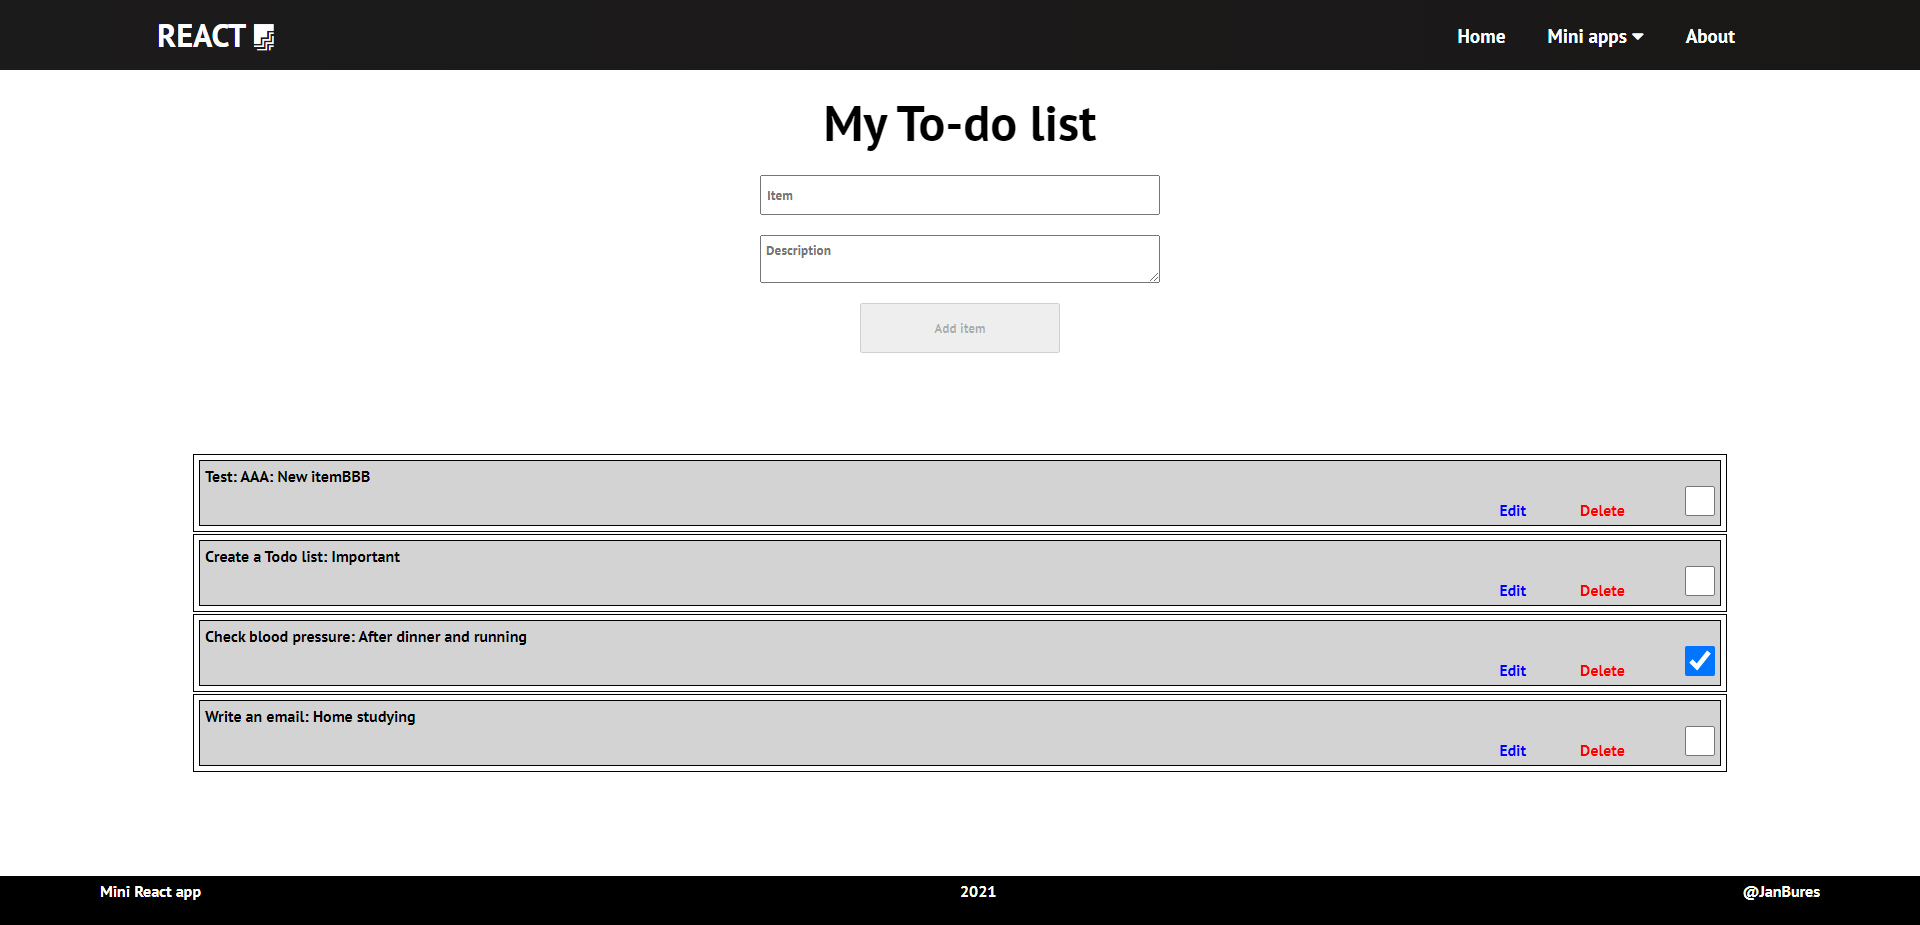 REACT
Home Mini apps About
My To-do list
Item
Description
Add item
Test: AAA: New itemBBB
Edit Delete
Create a Todo list: Important
Edit Delete
Check blood pressure: After dinner and running
Edit Delete
Write an email: Home studying
Edit Delete
Mini React app 2021 @JanBures